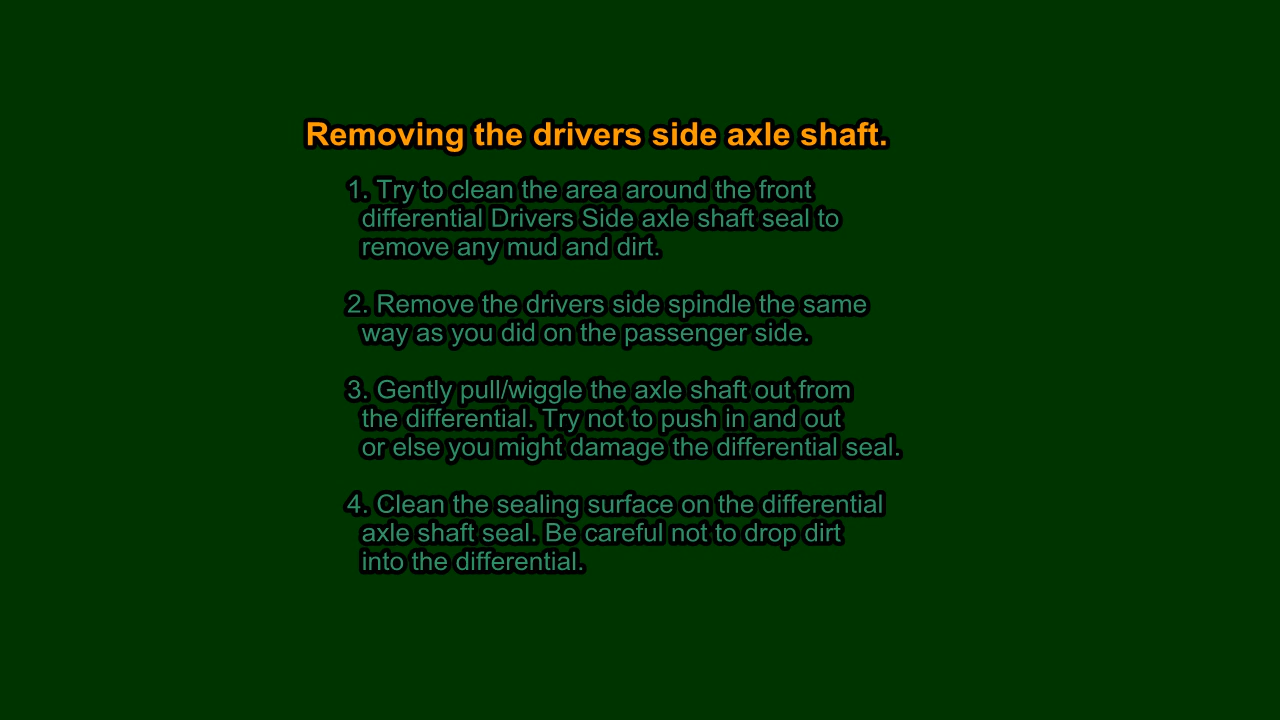 Removing the drivers side axle shaft.
1. Try to clean the area around the front
differential Drivers Side axle shaft seal to
remove any mud and dirt.
2. Remove the drivers side spindle the same
way as you did on the passenger side.
3. Gently pull/wiggle the axle shaft out from
the differential. Try not to push in and out
or else you might damage the differential seal.
4. Clean the sealing surface on the differential
axle shaft seal. Be careful not to drop dirt
into the differential.